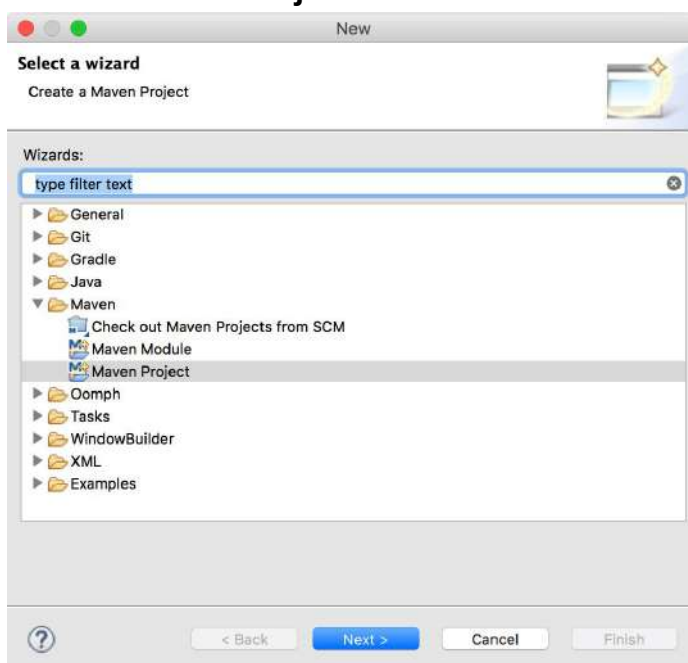 New
Select a wizard
Create a Maven Project
Wizards:
type filter text
General
Git
Gradle
Java
Maven
Check out Maven Projects from SCM
Maven Module
Maven Project
Oomph
Tasks
WindowBuilder
XML
Examples
? < Back Next > Cancel Finish